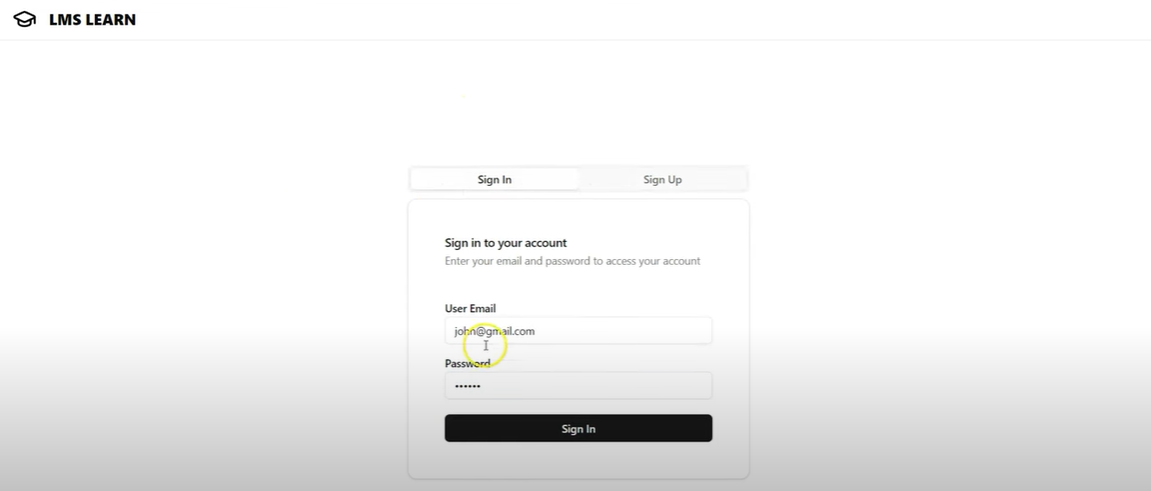 LMS LEARN
Sign In
Sign Up
Sign in to your account
Enter your email and password to access your account
User Email
john@gmail.com
Password
••••••
Sign In